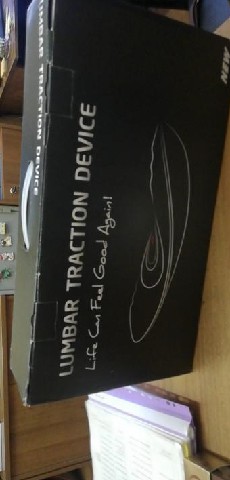 LUMBAR TRACTION DEVICE
Life Can Feel Good Again!
LUMBAR TRACTION DEVICE